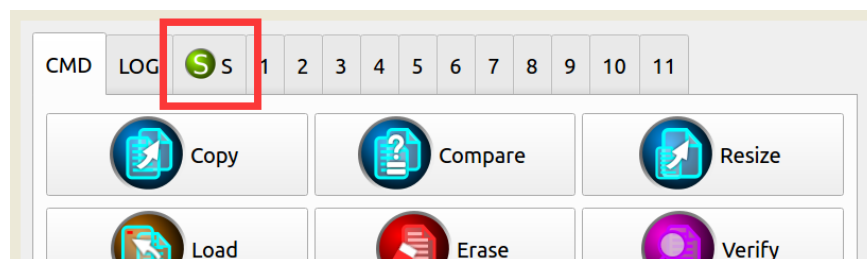 CMD LOG S S 1 2 3 4 5 6 7 8 9 10 11
Copy Compare Resize
Load Erase Verify